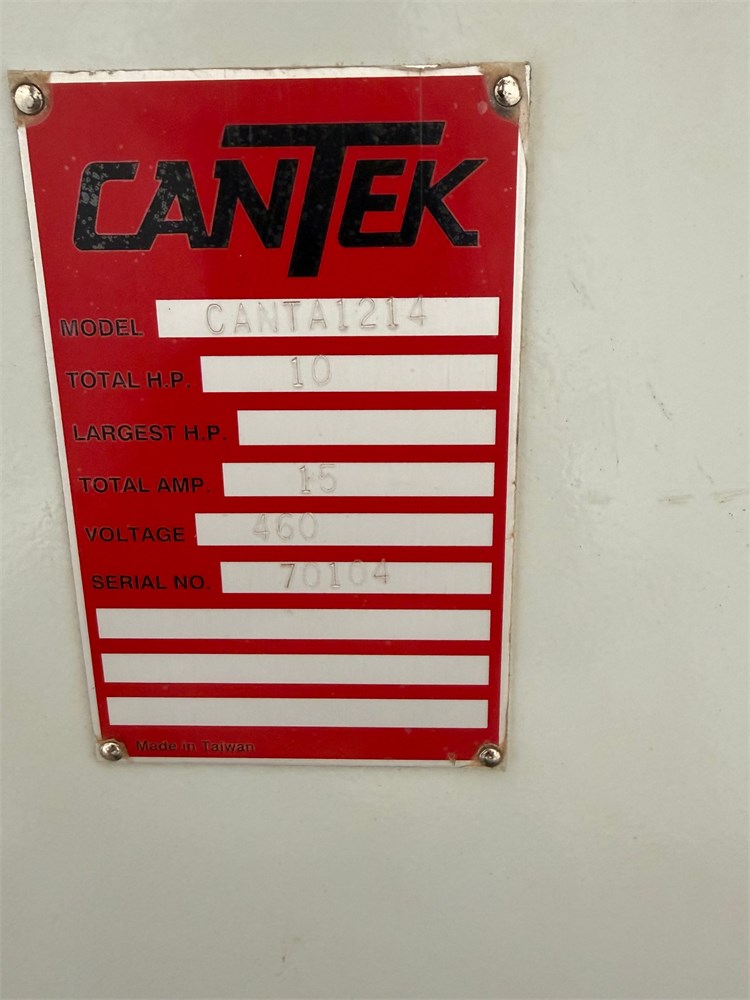 CANTEK
MODEL CANTA1214
TOTAL H.P. 10
LARGEST H.P.
TOTAL AMP. 15
VOLTAGE 460
SERIAL NO. 70104
Made in Taiwan